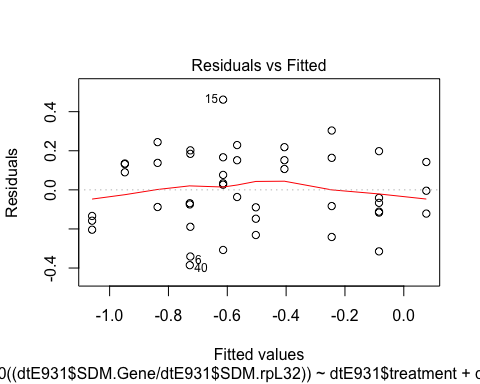 Residuals vs Fitted
15
6
40
Residuals
-0.4
0.0
0.2
0.4
-1.0 -0.8 -0.6 -0.4 -0.2 0.0
Fitted values
0((dtE931$SDM.Gene/dtE931$SDM.rpL32)) ~ dtE931$treatment + c